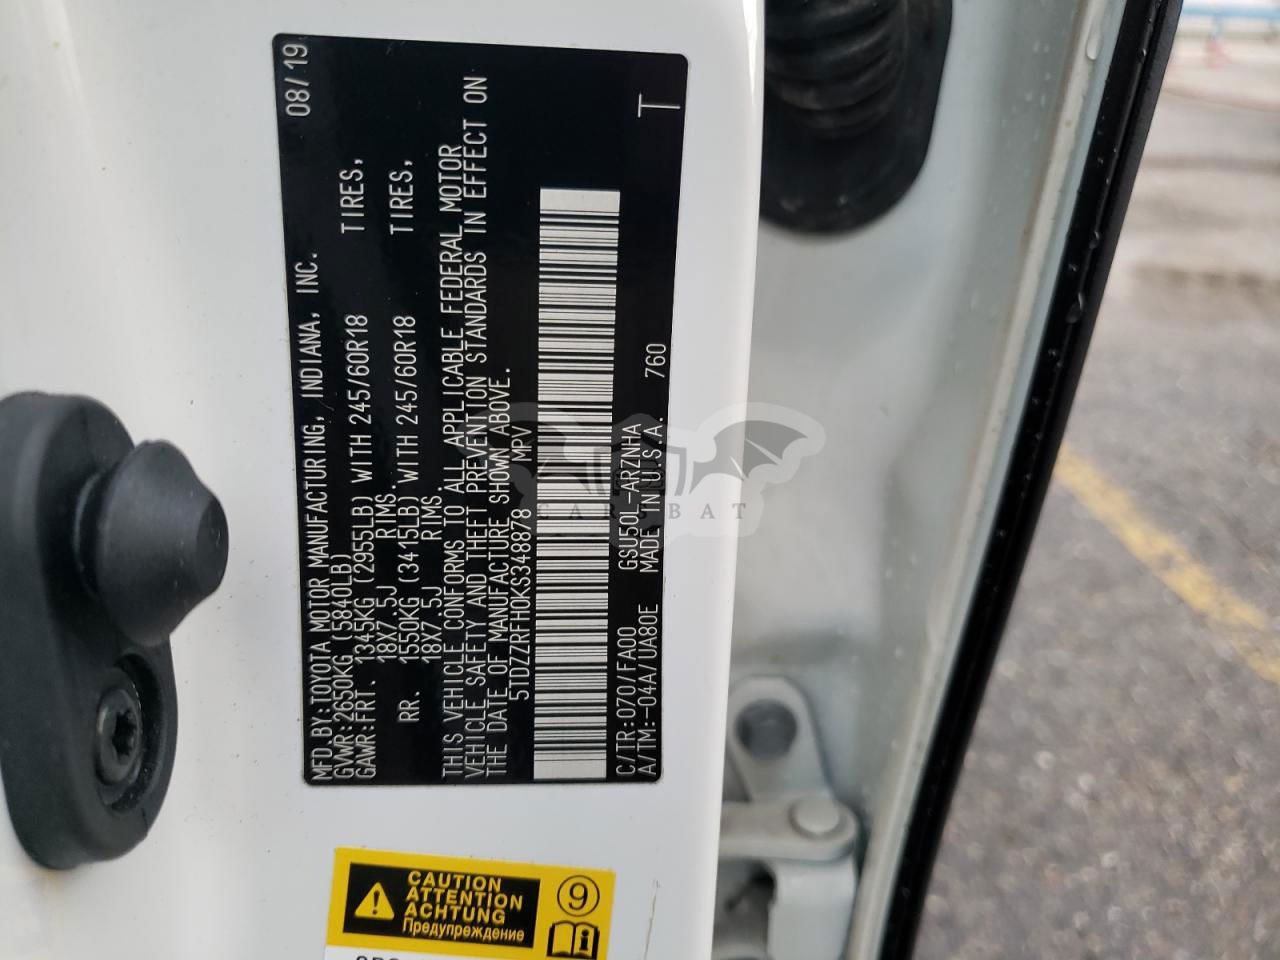 MFD.BY:TOYOTA MOTOR MANUFACTURING, INDIANA, INC. 08/19
GVWR:2650KG (5840LB)
GAWR:FRT. 1345KG (2955LB) WITH 245/60R18 TIRES,
18X7.5J RIMS.
RR. 1550KG (3415LB) WITH 245/60R18 TIRES,
18X7.5J RIMS
THIS VEHICLE CONFORMS TO ALL APPLICABLE FEDERAL MOTOR
VEHICLE SAFETY AND THEFT PREVENTION STANDARDS IN EFFECT ON
THE DATE OF MANUFACTURE SHOWN ABOVE.
5TDZZRFH0KS348878 MPV
C/TR:070/FA00 GSU50L-ARZNHA
A/TM:-04A/UA80E MADE IN U.S.A. 760 T
CARSBAT
CAUTION
ATTENTION
ACHTUNG
Предупреждение
9